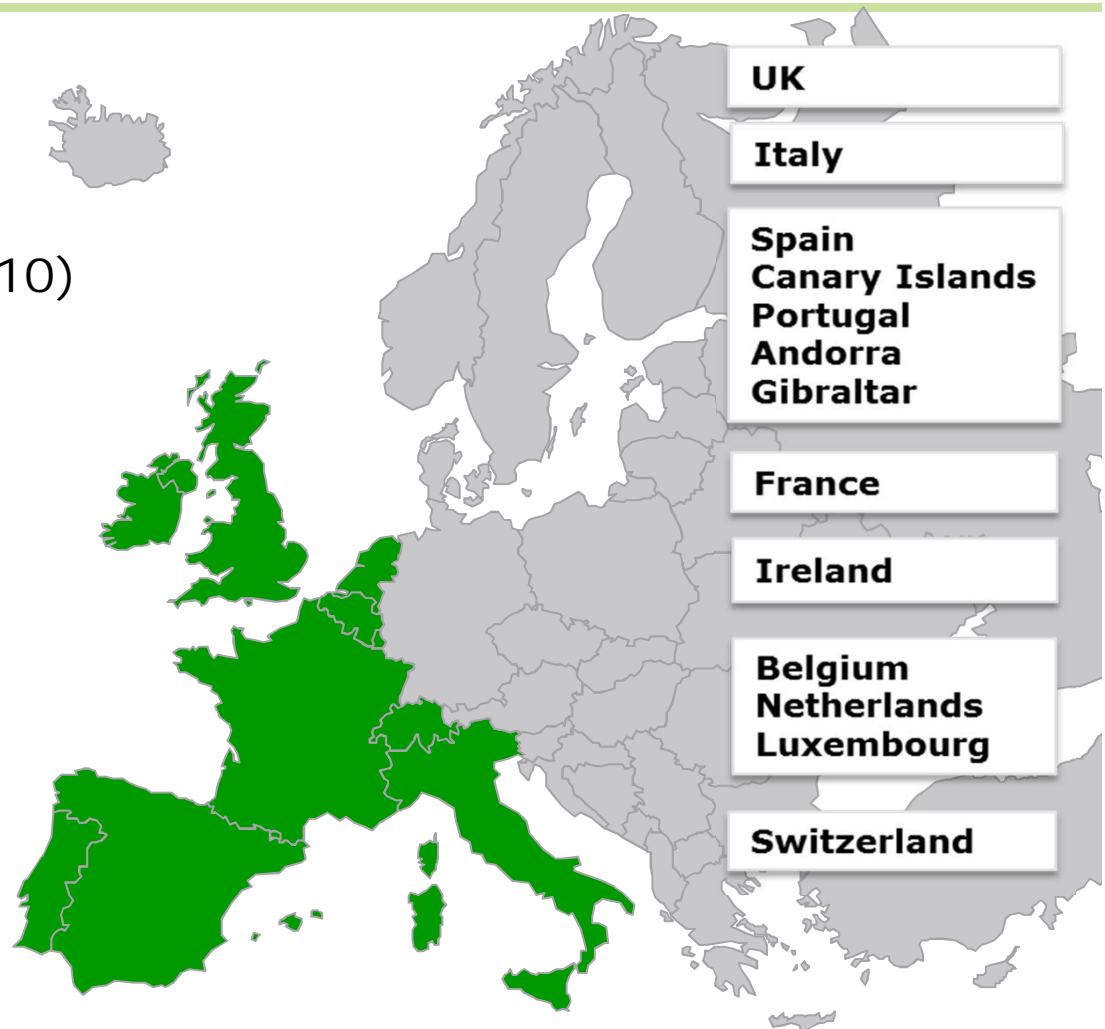 10)
UK
Italy
Spain
Canary Islands
Portugal
Andorra
Gibraltar
France
Ireland
Belgium
Netherlands
Luxembourg
Switzerland